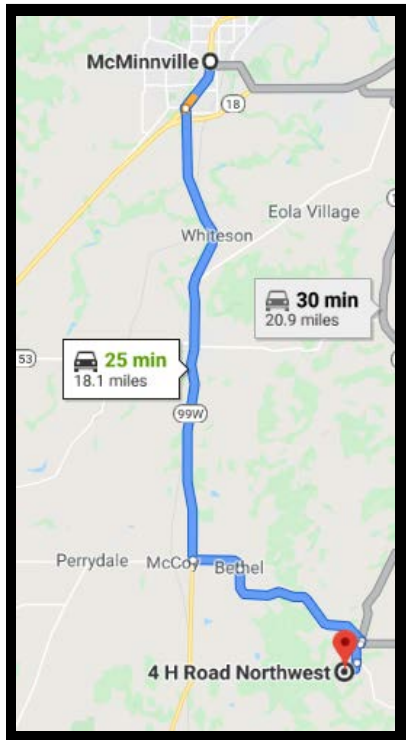 McMinnville
18
Eola Village
Whiteson
30 min
20.9 miles
53
25 min
18.1 miles
99W
Perrydale
McCoy
Bethel
4 H Road Northwest